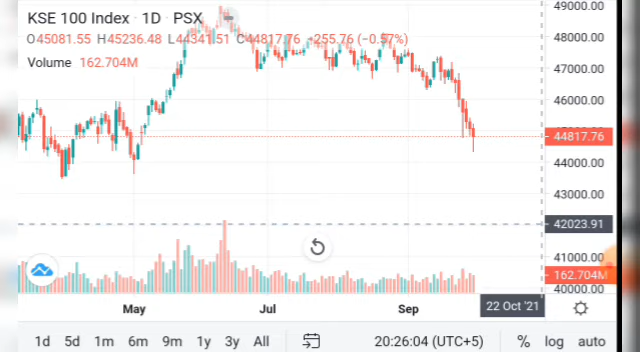 KSE 100 Index · 1D · PSX
O45081.55 H45236.48 L44341.51 C44817.76 -255.76 (-0.57%)
Volume 162.704M
49000.00
48000.00
47000.00
46000.00
44817.76
44000.00
43000.00
42023.91
41000.00
162.704M
40000.00
May Jul Sep 22 Oct '21
1d 5d 1m 6m 9m 1y 3y All 20:26:04 (UTC+5) % log auto